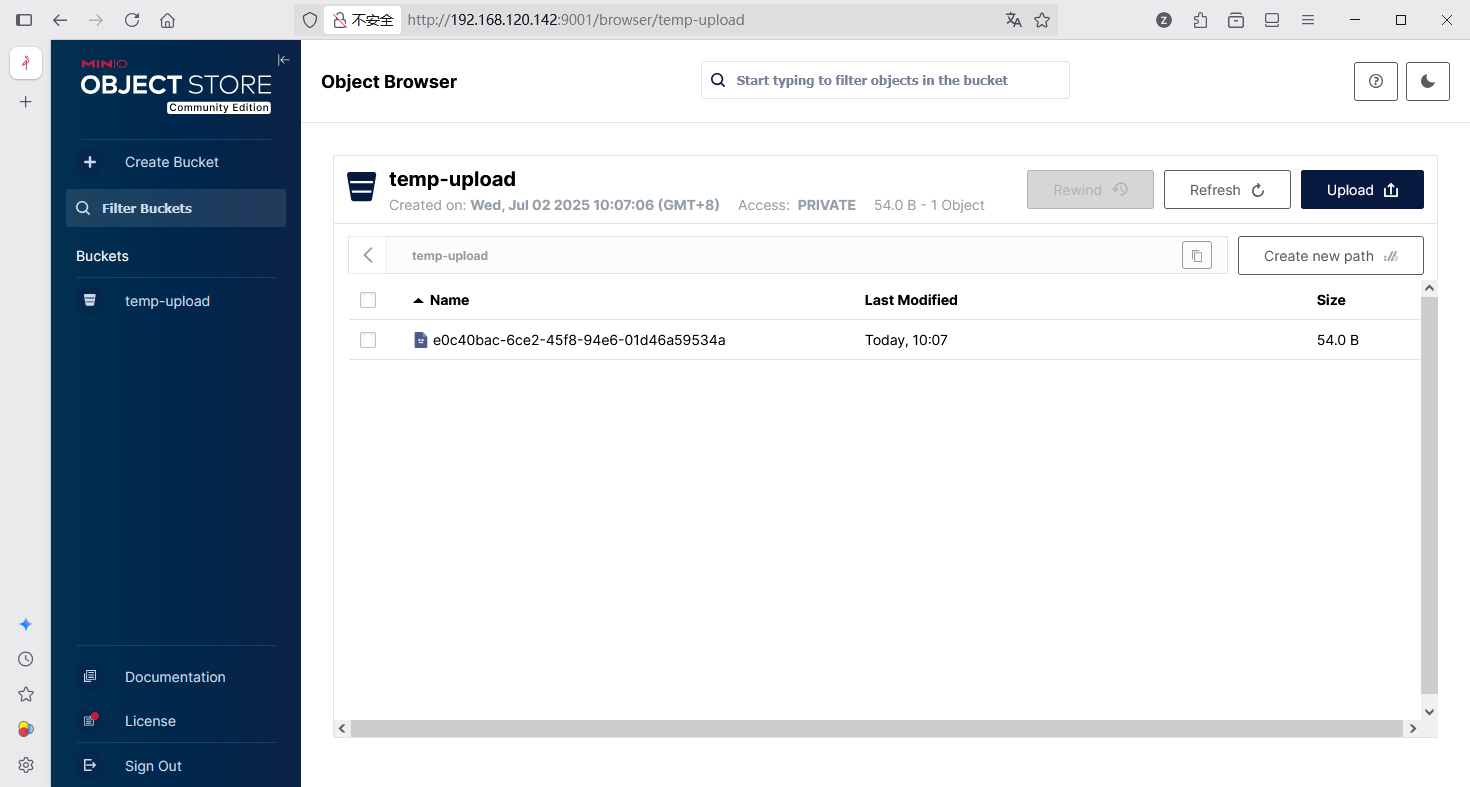 不安全 http://192.168.120.142:9001/browser/temp-upload
Z
MINIO
OBJECT STORE
Community Edition
Create Bucket
Filter Buckets
Buckets
temp-upload
Documentation
License
Sign Out
Object Browser
Start typing to filter objects in the bucket
temp-upload
Created on: Wed, Jul 02 2025 10:07:06 (GMT+8) Access: PRIVATE 54.0 B - 1 Object
Rewind Refresh Upload
temp-upload
Create new path
Name Last Modified Size
e0c40bac-6ce2-45f8-94e6-01d46a59534a Today, 10:07 54.0 B